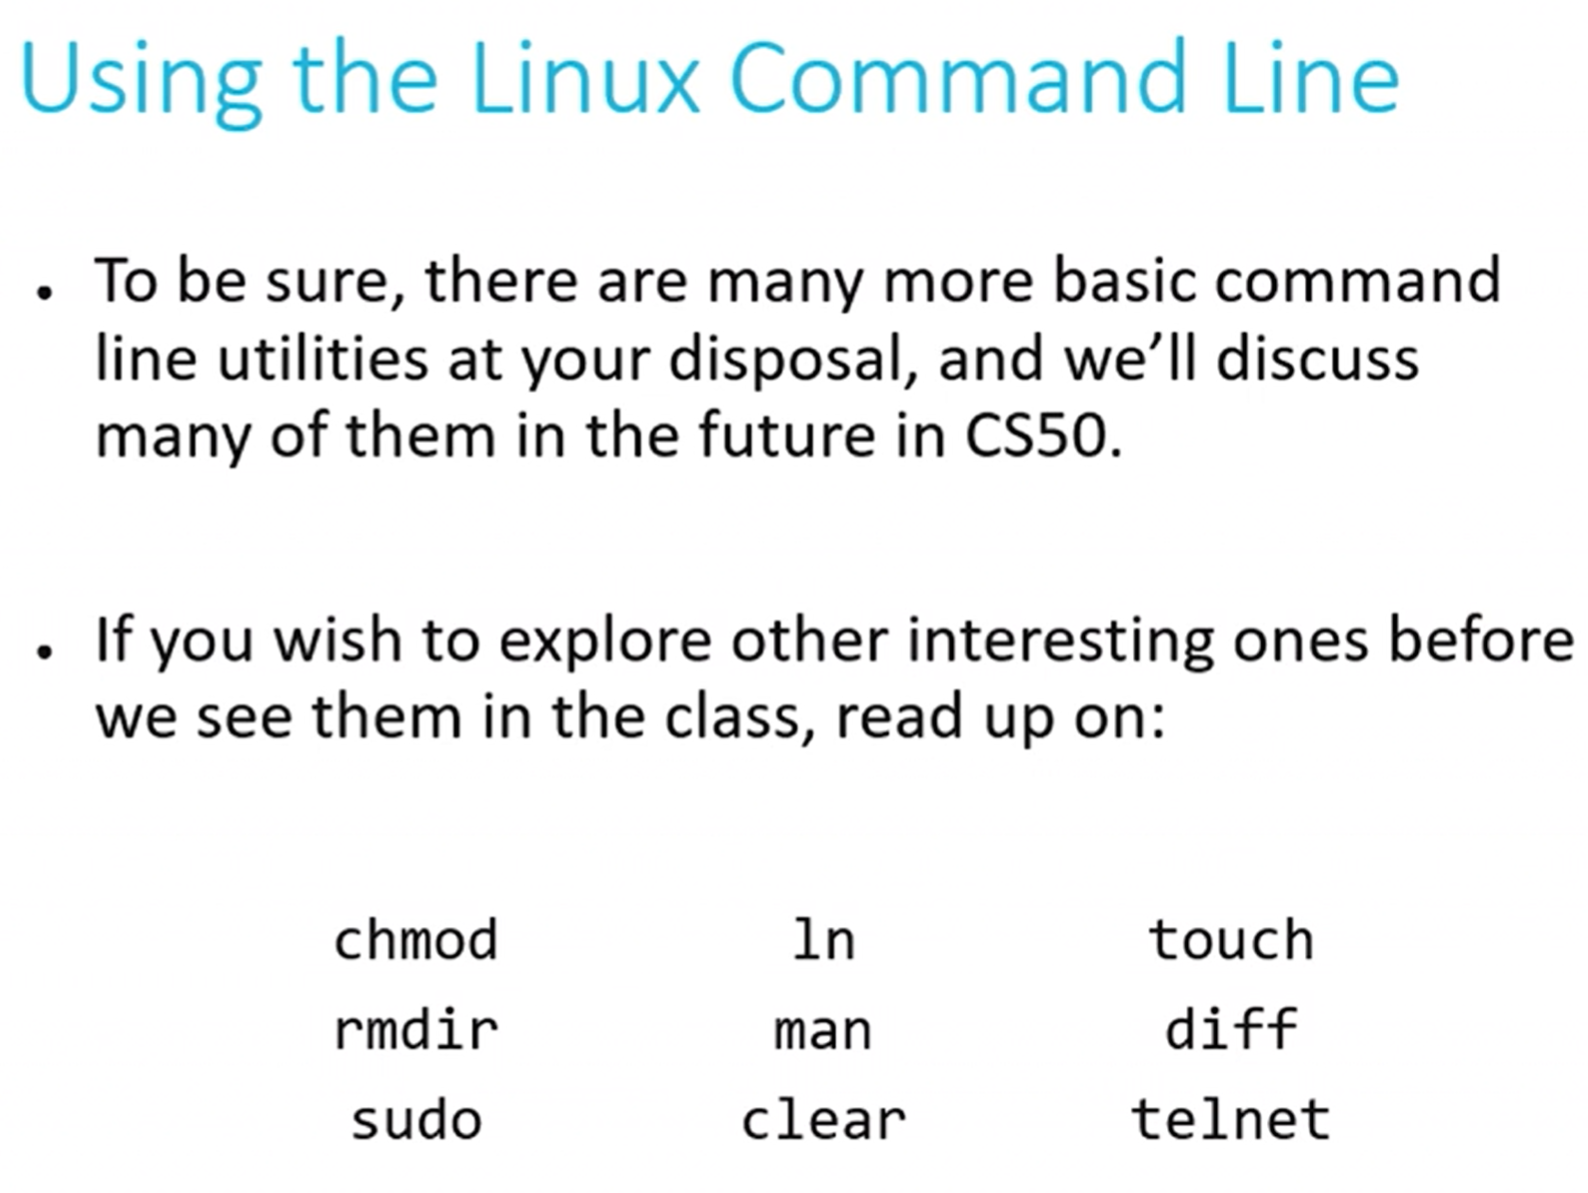 Using the Linux Command Line
• To be sure, there are many more basic command
line utilities at your disposal, and we’ll discuss
many of them in the future in CS50.
• If you wish to explore other interesting ones before
we see them in the class, read up on:
chmod ln touch
rmdir man diff
sudo clear telnet